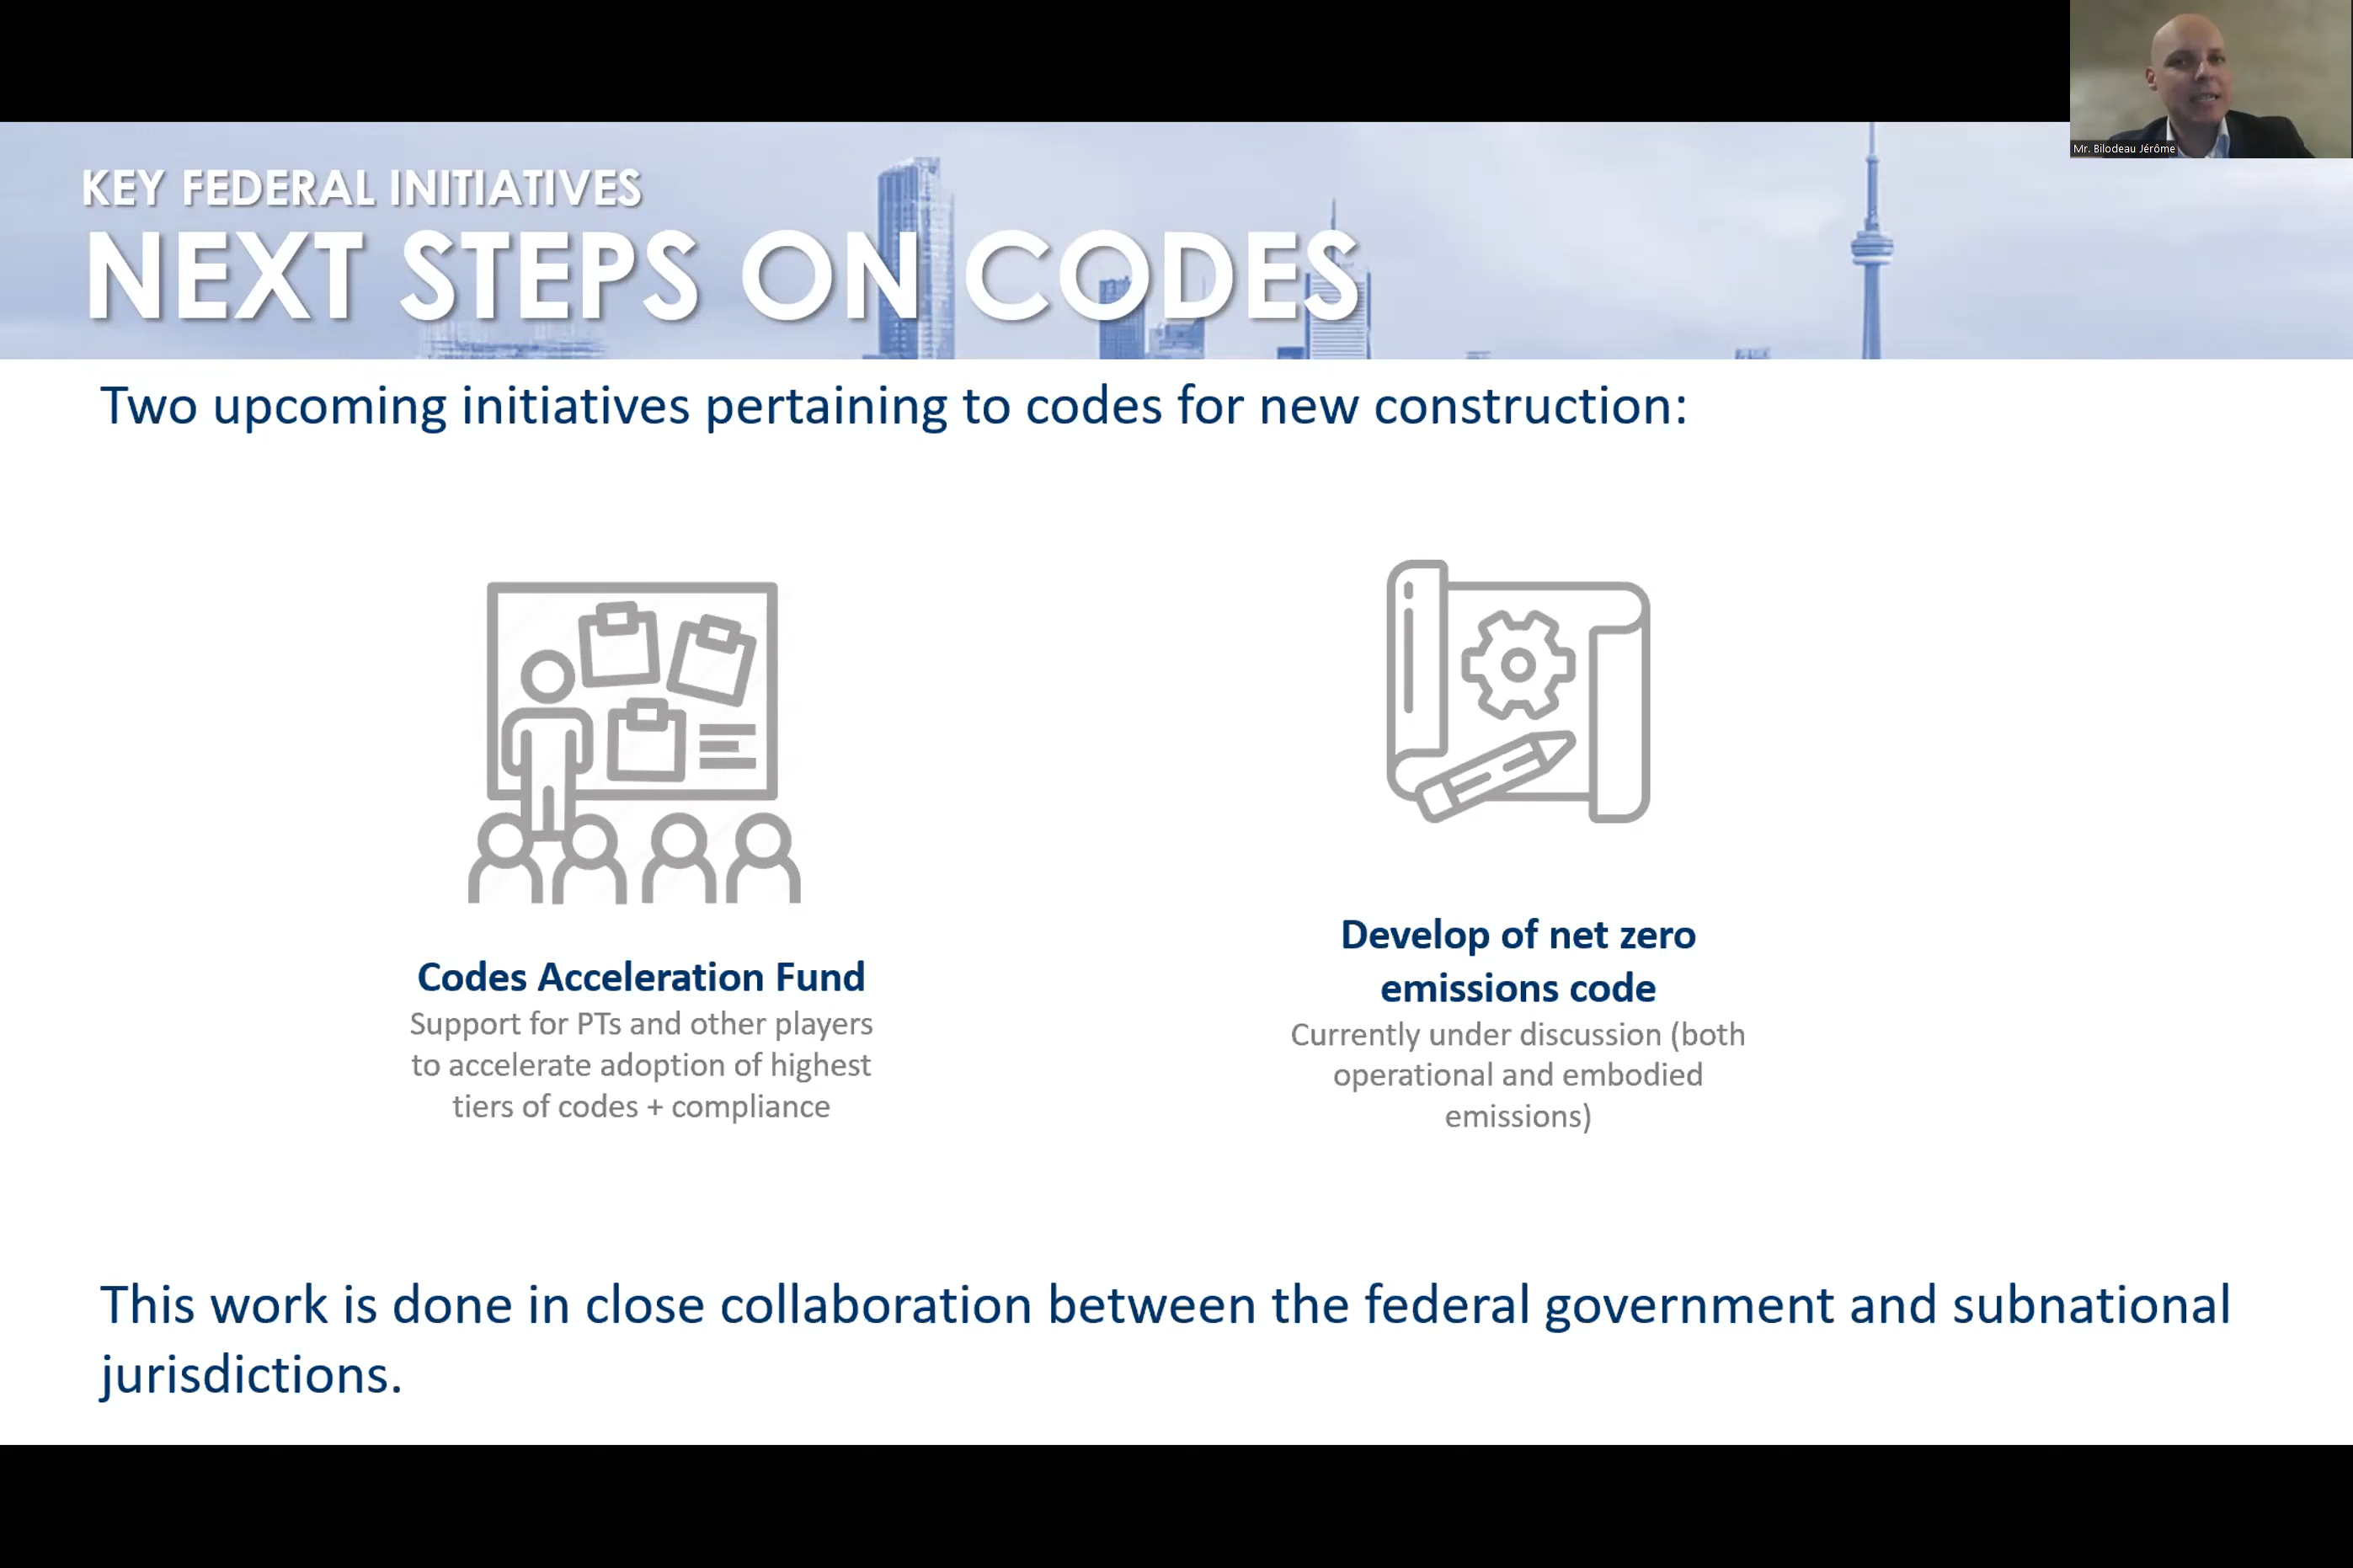 Mr. Bilodeau Jérôme
KEY FEDERAL INITIATIVES
NEXT STEPS ON CODES
Two upcoming initiatives pertaining to codes for new construction:
Codes Acceleration Fund
Support for PTs and other players
to accelerate adoption of highest
tiers of codes + compliance
Develop of net zero
emissions code
Currently under discussion (both
operational and embodied
emissions)
This work is done in close collaboration between the federal government and subnational
jurisdictions.